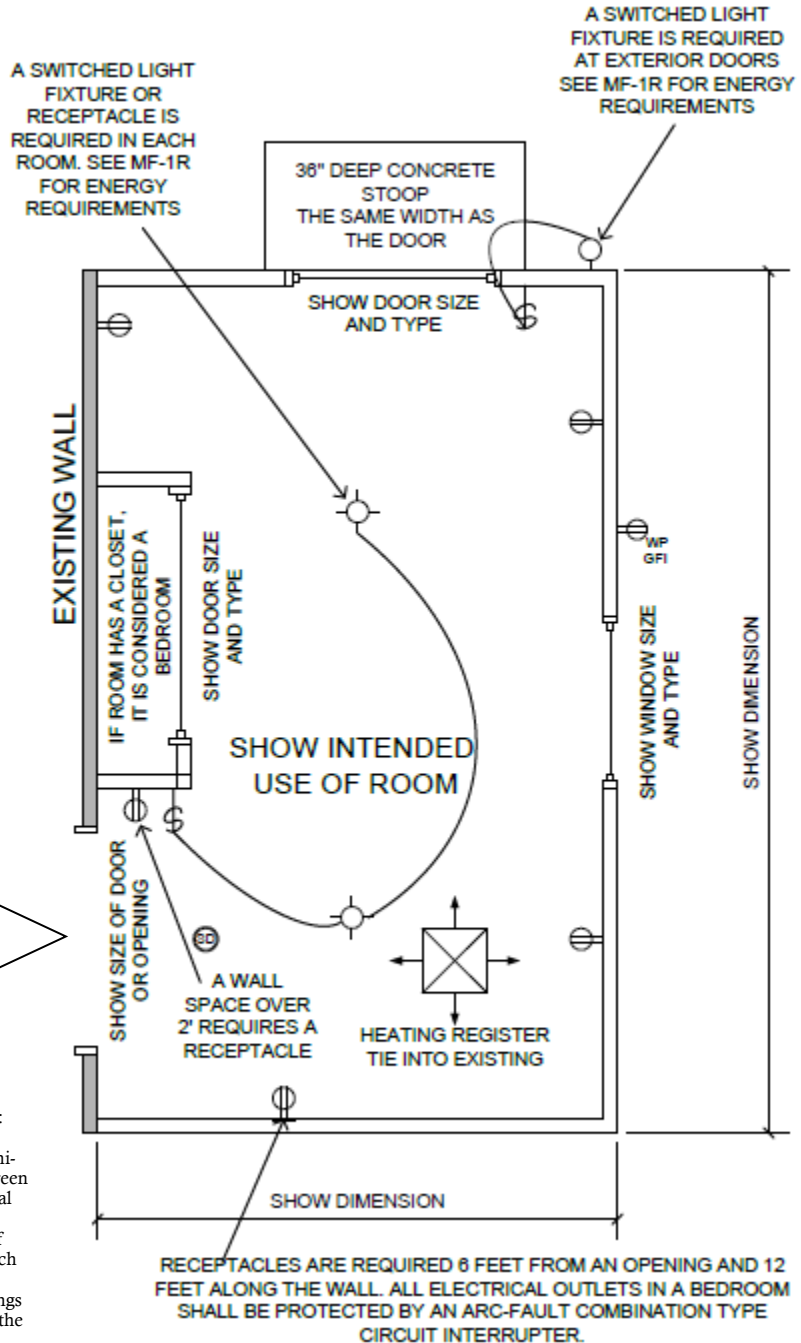 A SWITCHED LIGHT
FIXTURE IS REQUIRED
AT EXTERIOR DOORS
SEE MF-1R FOR ENERGY
REQUIREMENTS
A SWITCHED LIGHT
FIXTURE OR
RECEPTACLE IS
REQUIRED IN EACH
ROOM. SEE MF-1R
FOR ENERGY
REQUIREMENTS
36" DEEP CONCRETE
STOOP
THE SAME WIDTH AS
THE DOOR
SHOW DOOR SIZE
AND TYPE
EXISTING WALL
IF ROOM HAS A CLOSET,
IT IS CONSIDERED A
BEDROOM
SHOW DOOR SIZE
AND TYPE
WP
GFI
SHOW WINDOW SIZE
AND TYPE
SHOW DIMENSION
SHOW INTENDED
USE OF ROOM
SHOW SIZE OF DOOR
OR OPENING
SD
A WALL
SPACE OVER
2' REQUIRES A
RECEPTACLE
HEATING REGISTER
TIE INTO EXISTING
SHOW DIMENSION
RECEPTACLES ARE REQUIRED 6 FEET FROM AN OPENING AND 12
FEET ALONG THE WALL. ALL ELECTRICAL OUTLETS IN A BEDROOM
SHALL BE PROTECTED BY AN ARC-FAULT COMBINATION TYPE
CIRCUIT INTERRUPTER.
:
ni-
reen
al
f
ch
ngs
the